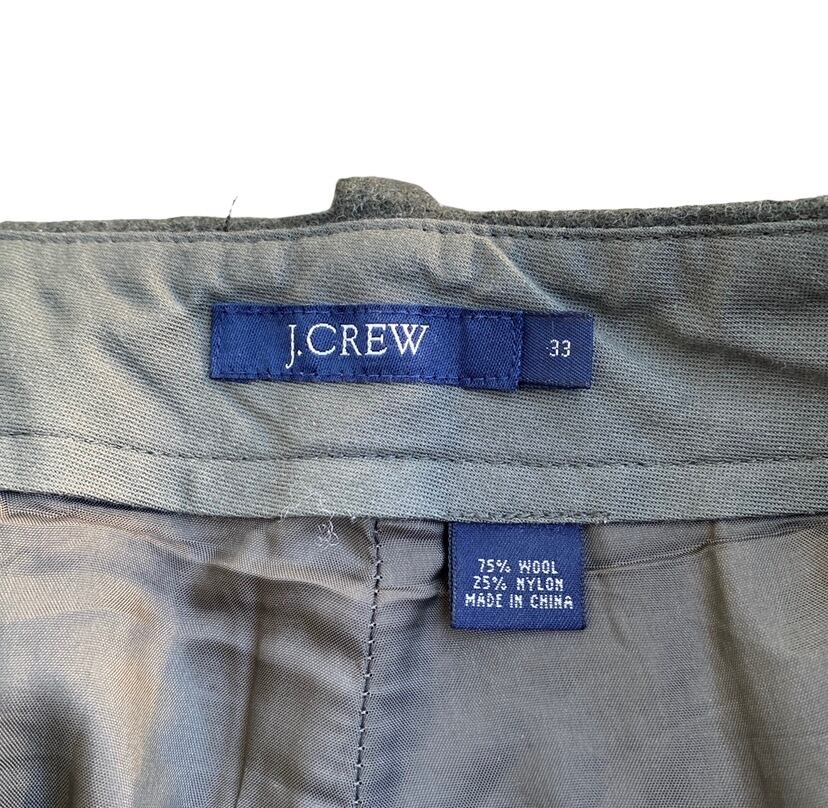 J.CREW
33
75% WOOL
25% NYLON
MADE IN CHINA